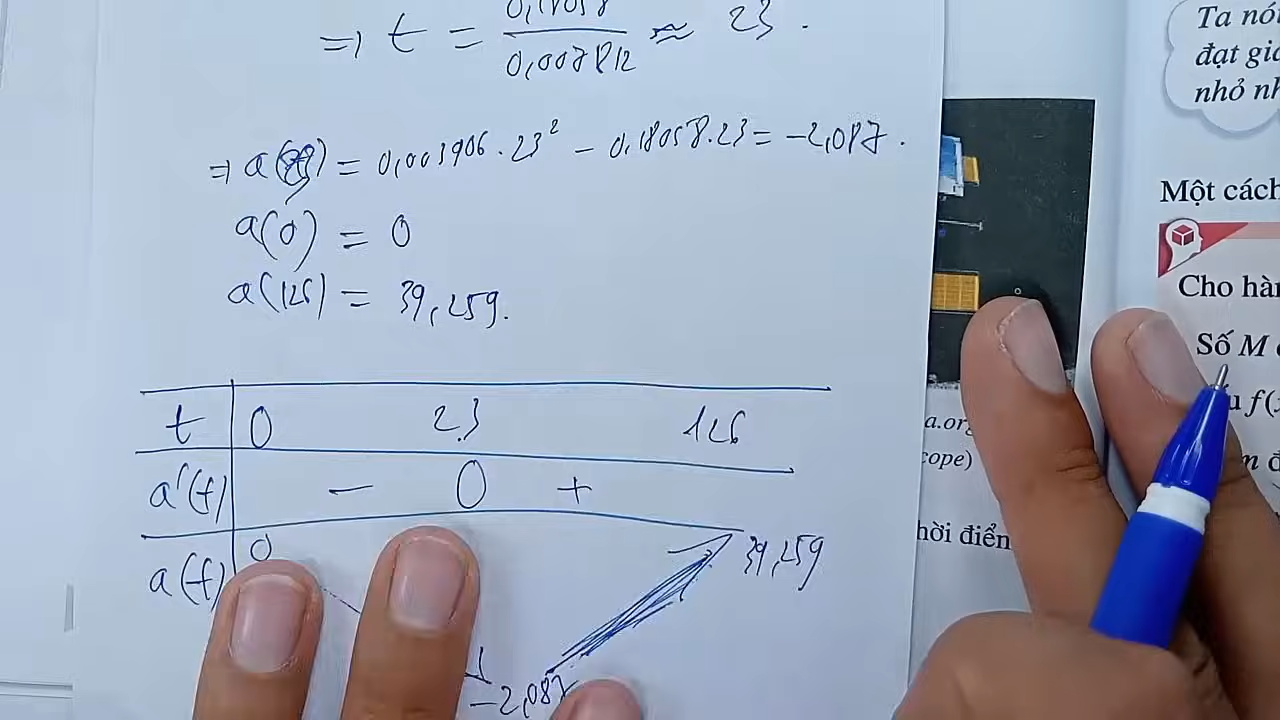 ⇒ t = 0,18058 / 0,007812 ≈ 23.
⇒ a(23) = 0,003906 . 23² – 0,18058.23 = –2,087.
a(0) = 0
a(126) = 39,259.
t 0 23 126
a'(t) – 0 +
a(t) 0 39,259
–2,087
Ta nó
đạt gi
nhỏ nh
Một cách
Cho hà
Số M
f(
a.or
cope)
hời điển